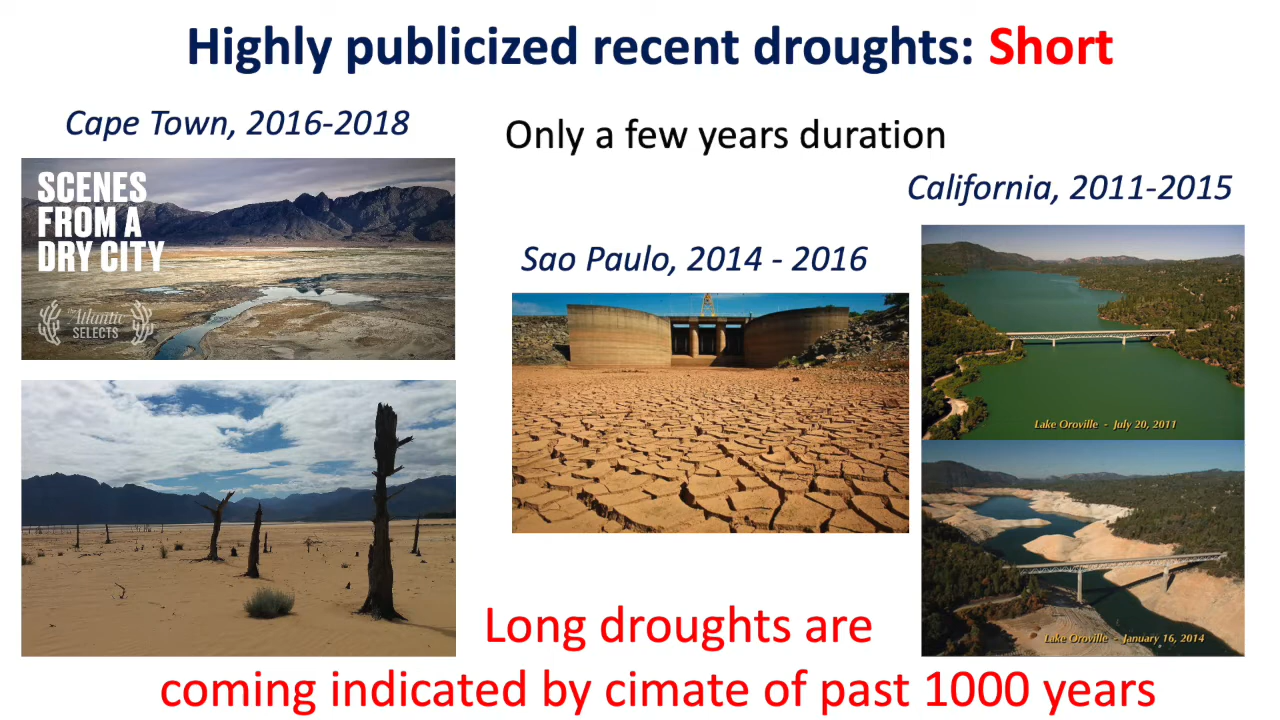 Highly publicized recent droughts: Short
Cape Town, 2016-2018
Only a few years duration
California, 2011-2015
SCENES
FROM A
DRY CITY
The Atlantic
SELECTS
Sao Paulo, 2014 - 2016
Lake Oroville - July 20, 2011
Lake Oroville - January 16, 2014
Long droughts are
coming indicated by cimate of past 1000 years